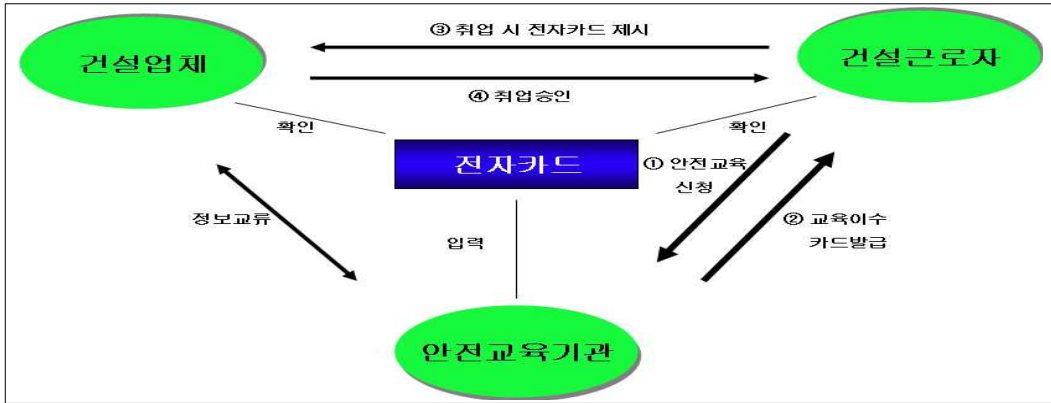 ③ 취업 시 전자카드 제시
건설업체
건설근로자
④ 취업승인
확인
확인
전자카드
① 안전교육
신청
정보교류
② 교육이수
카드발급
입력
안전교육기관